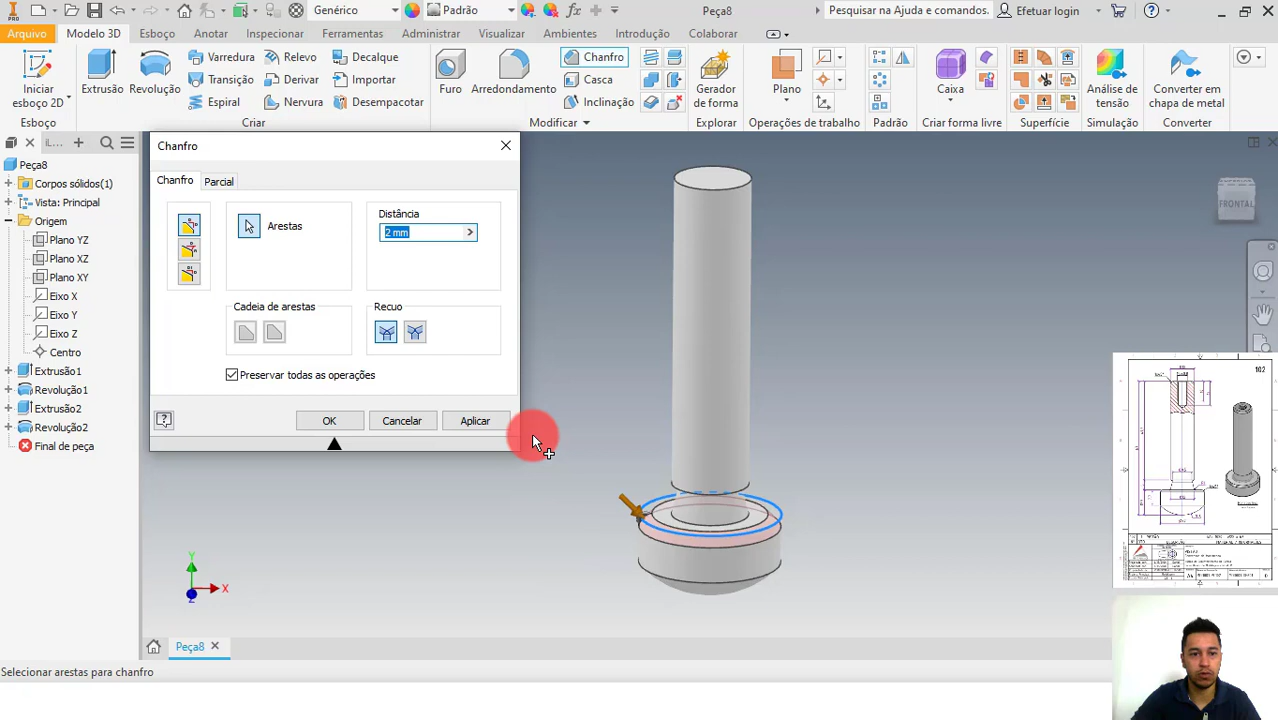 PRO
Genérico
Padrão
fx
Peça8
Pesquisar na Ajuda e comandos.
Efetuar login
Arquivo
Modelo 3D
Esboço
Anotar
Inspecionar
Ferramentas
Administrar
Visualizar
Ambientes
Introdução
Colaborar
Iniciar
esboço 2D
Extrusão
Revolução
Varredura
Transição
Espiral
Relevo
Derivar
Nervura
Decalque
Importar
Desempacotar
Furo
Arredondamento
Chanfro
Casca
Inclinação
Gerador
de forma
Plano
Caixa
Análise de
tensão
Converter em
chapa de metal
Esboço
Criar
Modificar
Explorar
Operações de trabalho
Padrão
Criar forma livre
Superfície
Simulação
Converter
iL...
Peça8
Corpos sólidos(1)
Vista: Principal
Origem
Plano YZ
Plano XZ
Plano XY
Eixo X
Eixo Y
Eixo Z
Centro
Extrusão1
Revolução1
Extrusão2
Revolução2
Final de peça
Chanfro
Chanfro
Parcial
Arestas
Distância
2 mm
Cadeia de arestas
Recuo
Preservar todas as operações
OK
Cancelar
Aplicar
FRONTAL
102
Y
X
Z
Peça8
Selecionar arestas para chanfro